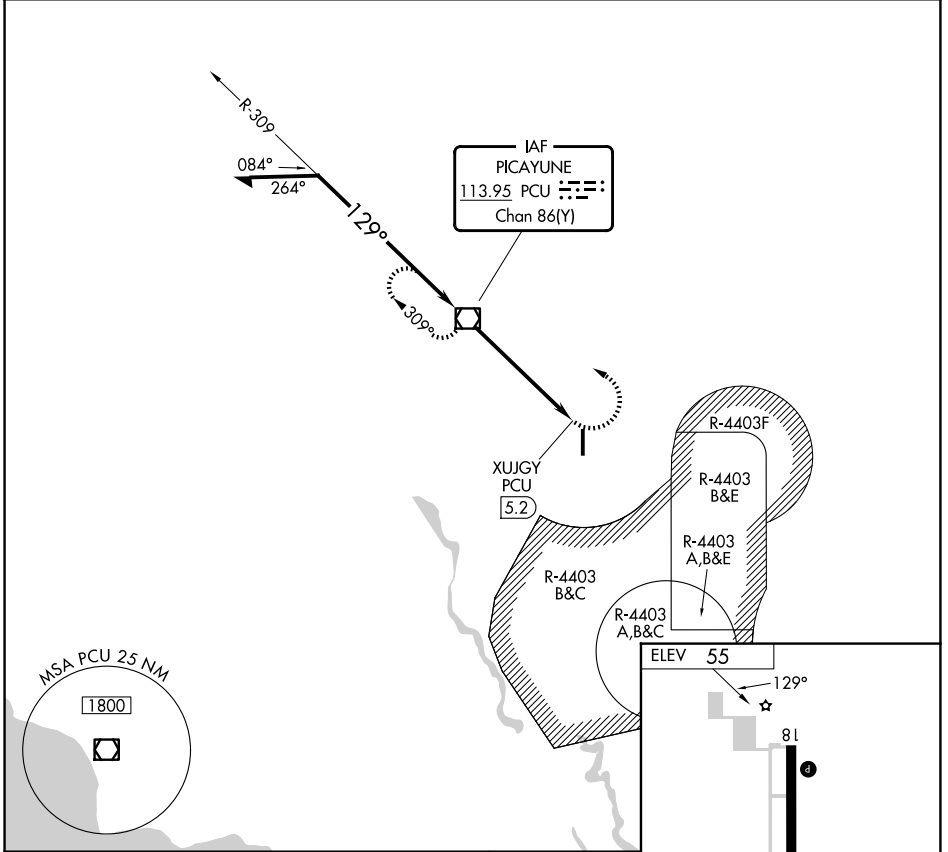 R-309
084°
264°
129°
309°
IAF
PICAYUNE
113.95 PCU
Chan 86(Y)
XUJGY
PCU
5.2
R-4403F
R-4403
B&E
R-4403
A,B&E
R-4403
B&C
R-4403
A,B&C
MSA PCU 25 NM
1800
ELEV 55
129°
18
P